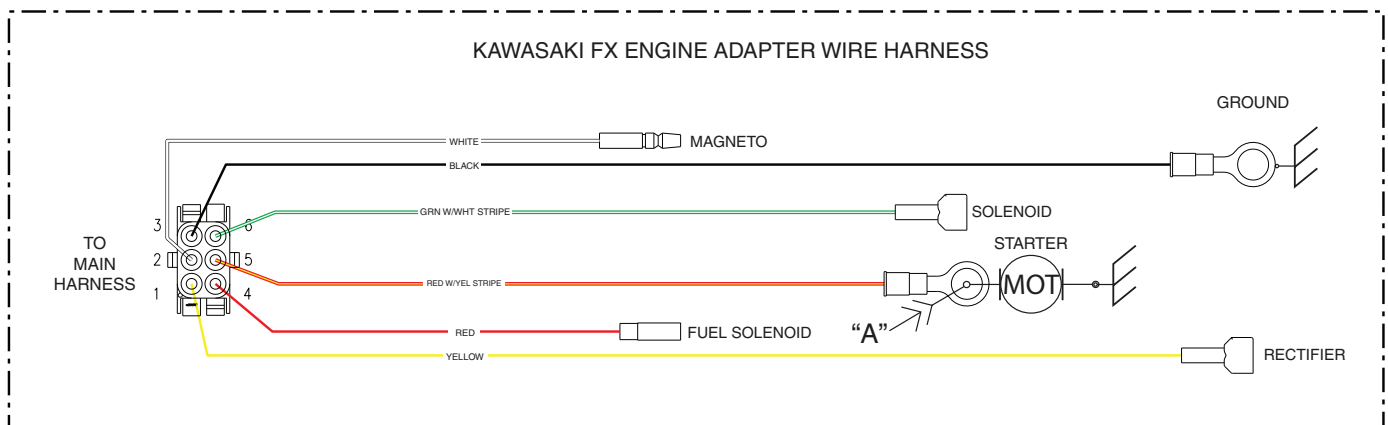 KAWASAKI FX ENGINE ADAPTER WIRE HARNESS
GROUND
WHITE
MAGNETO
BLACK
GRN W/WHT STRIPE
SOLENOID
3
6
STARTER
TO
MAIN
HARNESS
2
5
RED W/YEL STRIPE
MOT
1
4
"A"
RED
FUEL SOLENOID
YELLOW
RECTIFIER